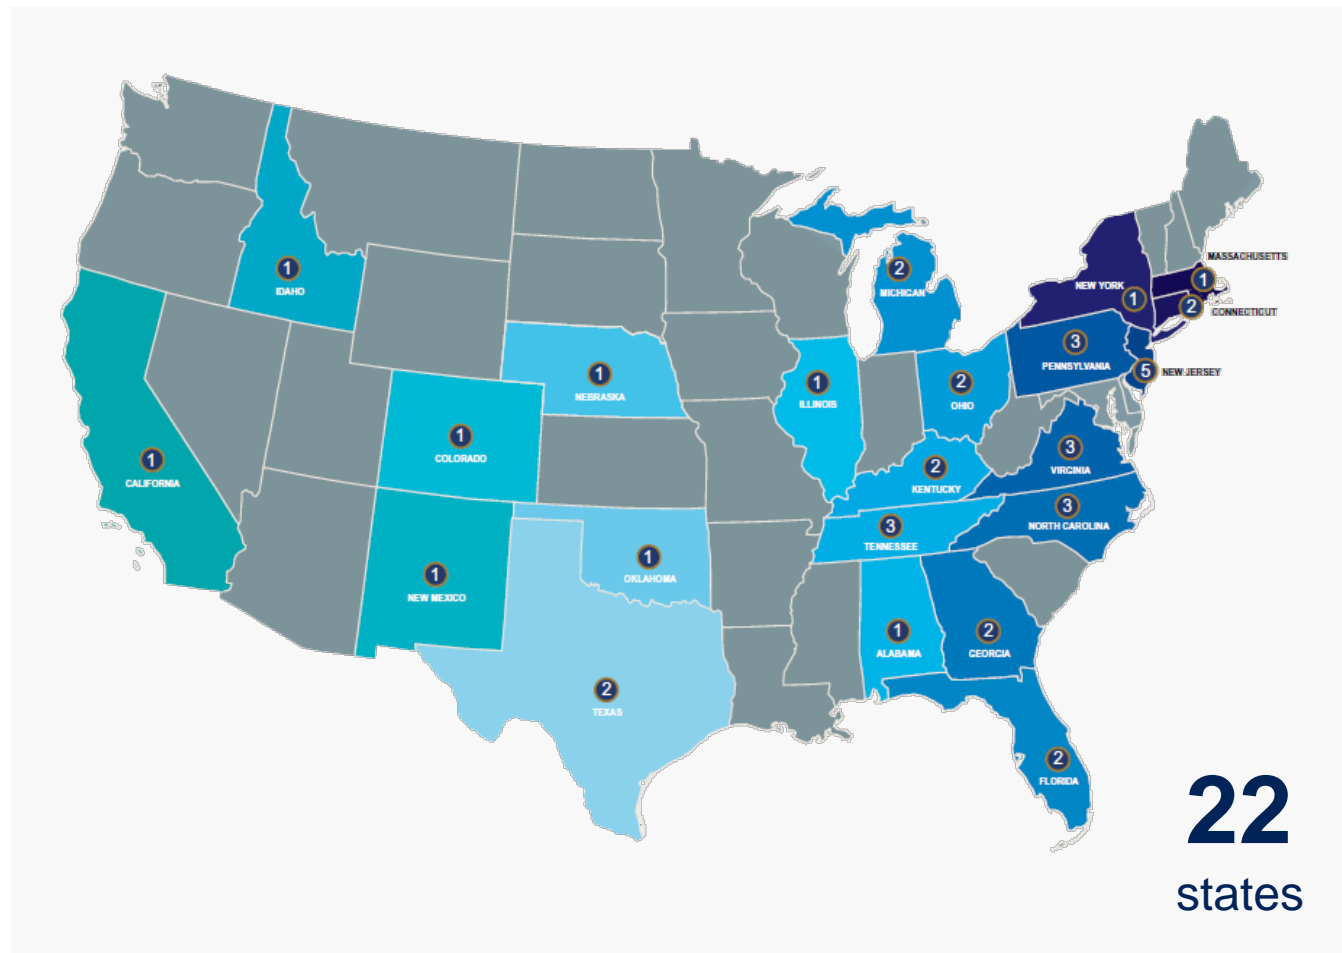 MASSACHUSETTS
1
2
1
NEW YORK
IDAHO
2
MICHIGAN
1
2
CONNECTICUT
3
PENNSYLVANIA
5 NEW JERSEY
1
NEBRASKA
1
ILLINOIS
2
OHIO
1
COLORADO
1
CALIFORNIA
3
VIRGINIA
2
KENTUCKY
3
NORTH CAROLINA
3
TENNESSEE
1
OKLAHOMA
1
NEW MEXICO
1
ALABAMA
2
GEORGIA
2
TEXAS
2
FLORIDA
22
states